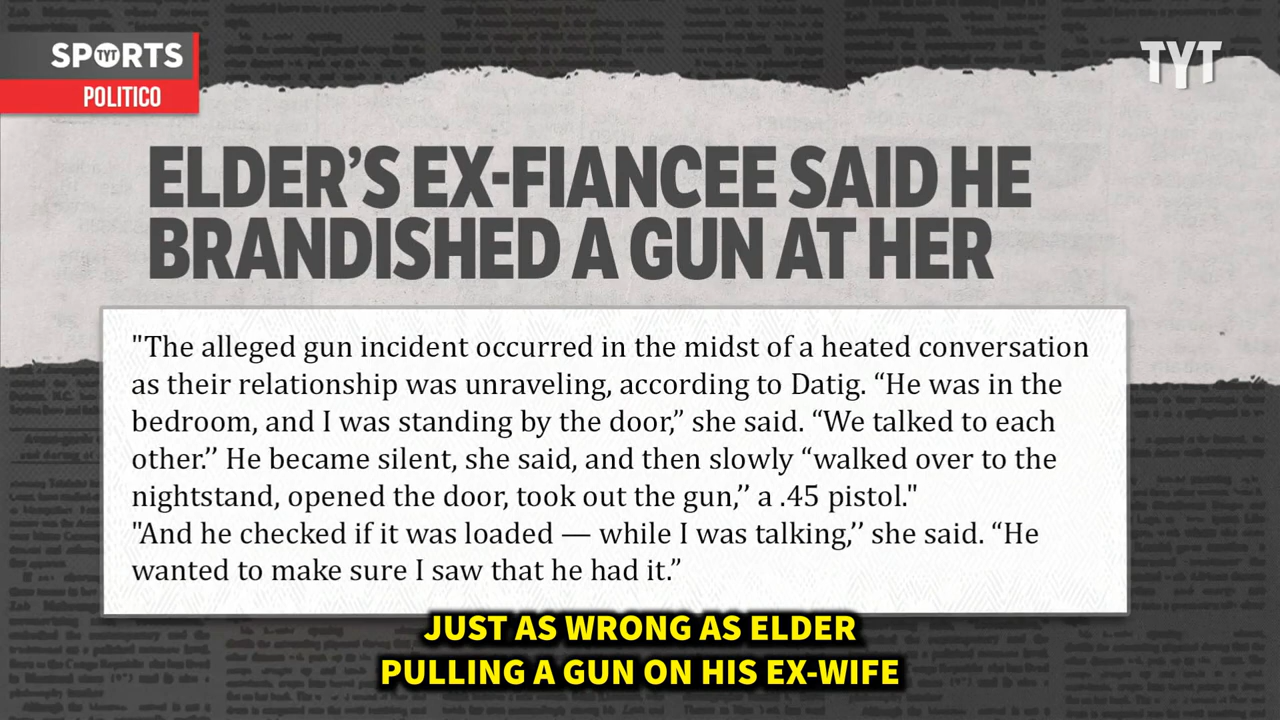 SPORTS
TYT
POLITICO
TYT
ELDER’S EX-FIANCEE SAID HE
BRANDISHED A GUN AT HER
"The alleged gun incident occurred in the midst of a heated conversation
as their relationship was unraveling, according to Datig. “He was in the
bedroom, and I was standing by the door,” she said. “We talked to each
other.’’ He became silent, she said, and then slowly “walked over to the
nightstand, opened the door, took out the gun,’’ a .45 pistol."
"And he checked if it was loaded — while I was talking,’’ she said. “He
wanted to make sure I saw that he had it.”
JUST AS WRONG AS ELDER
PULLING A GUN ON HIS EX-WIFE